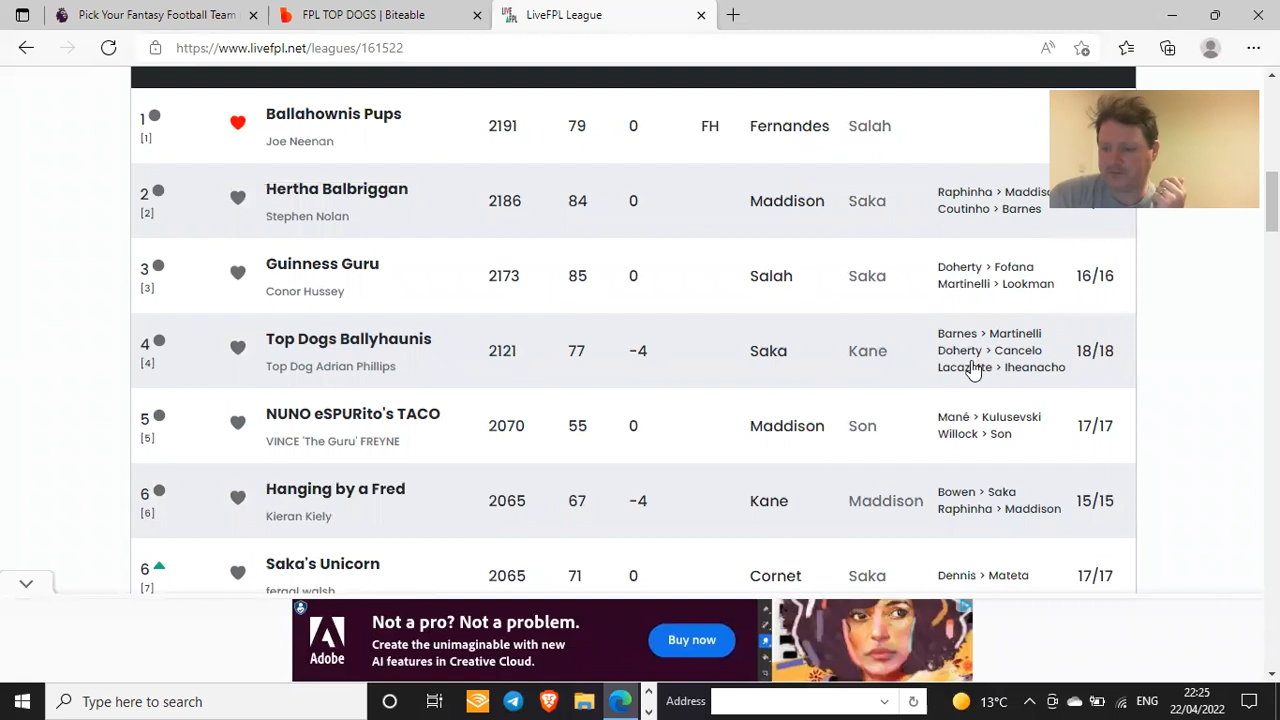 Pick Your Fantasy Football Team
FPL TOP DOGS | Biteable
LiveFPL League
https://www.livefpl.net/leagues/161522
1 Ballahownis Pups 2191 79 0 FH Fernandes Salah
[1] Joe Neenan
2 Hertha Balbriggan 2186 84 0 Maddison Saka Raphinha > Maddiso
[2] Stephen Nolan Coutinho > Barnes
3 Guinness Guru 2173 85 0 Salah Saka Doherty > Fofana 16/16
[3] Conor Hussey Martinelli > Lookman
4 Top Dogs Ballyhaunis 2121 77 -4 Saka Kane Barnes > Martinelli 18/18
Doherty > Cancelo
[4] Top Dog Adrian Phillips Lacazette > Iheanacho
5 NUNO eSPURito's TACO 2070 55 0 Maddison Son Mané > Kulusevski 17/17
[5] VINCE 'The Guru' FREYNE Willock > Son
6 Hanging by a Fred 2065 67 -4 Kane Maddison Bowen > Saka 15/15
[6] Kieran Kiely Raphinha > Maddison
6 Saka's Unicorn 2065 71 0 Cornet Saka Dennis > Mateta 17/17
[7] fergal walsh
Adobe
Not a pro? Not a problem.
Create the unimaginable with new
AI features in Creative Cloud.
Buy now
Type here to search
Address
13°C
ENG
22:25
22/04/2022